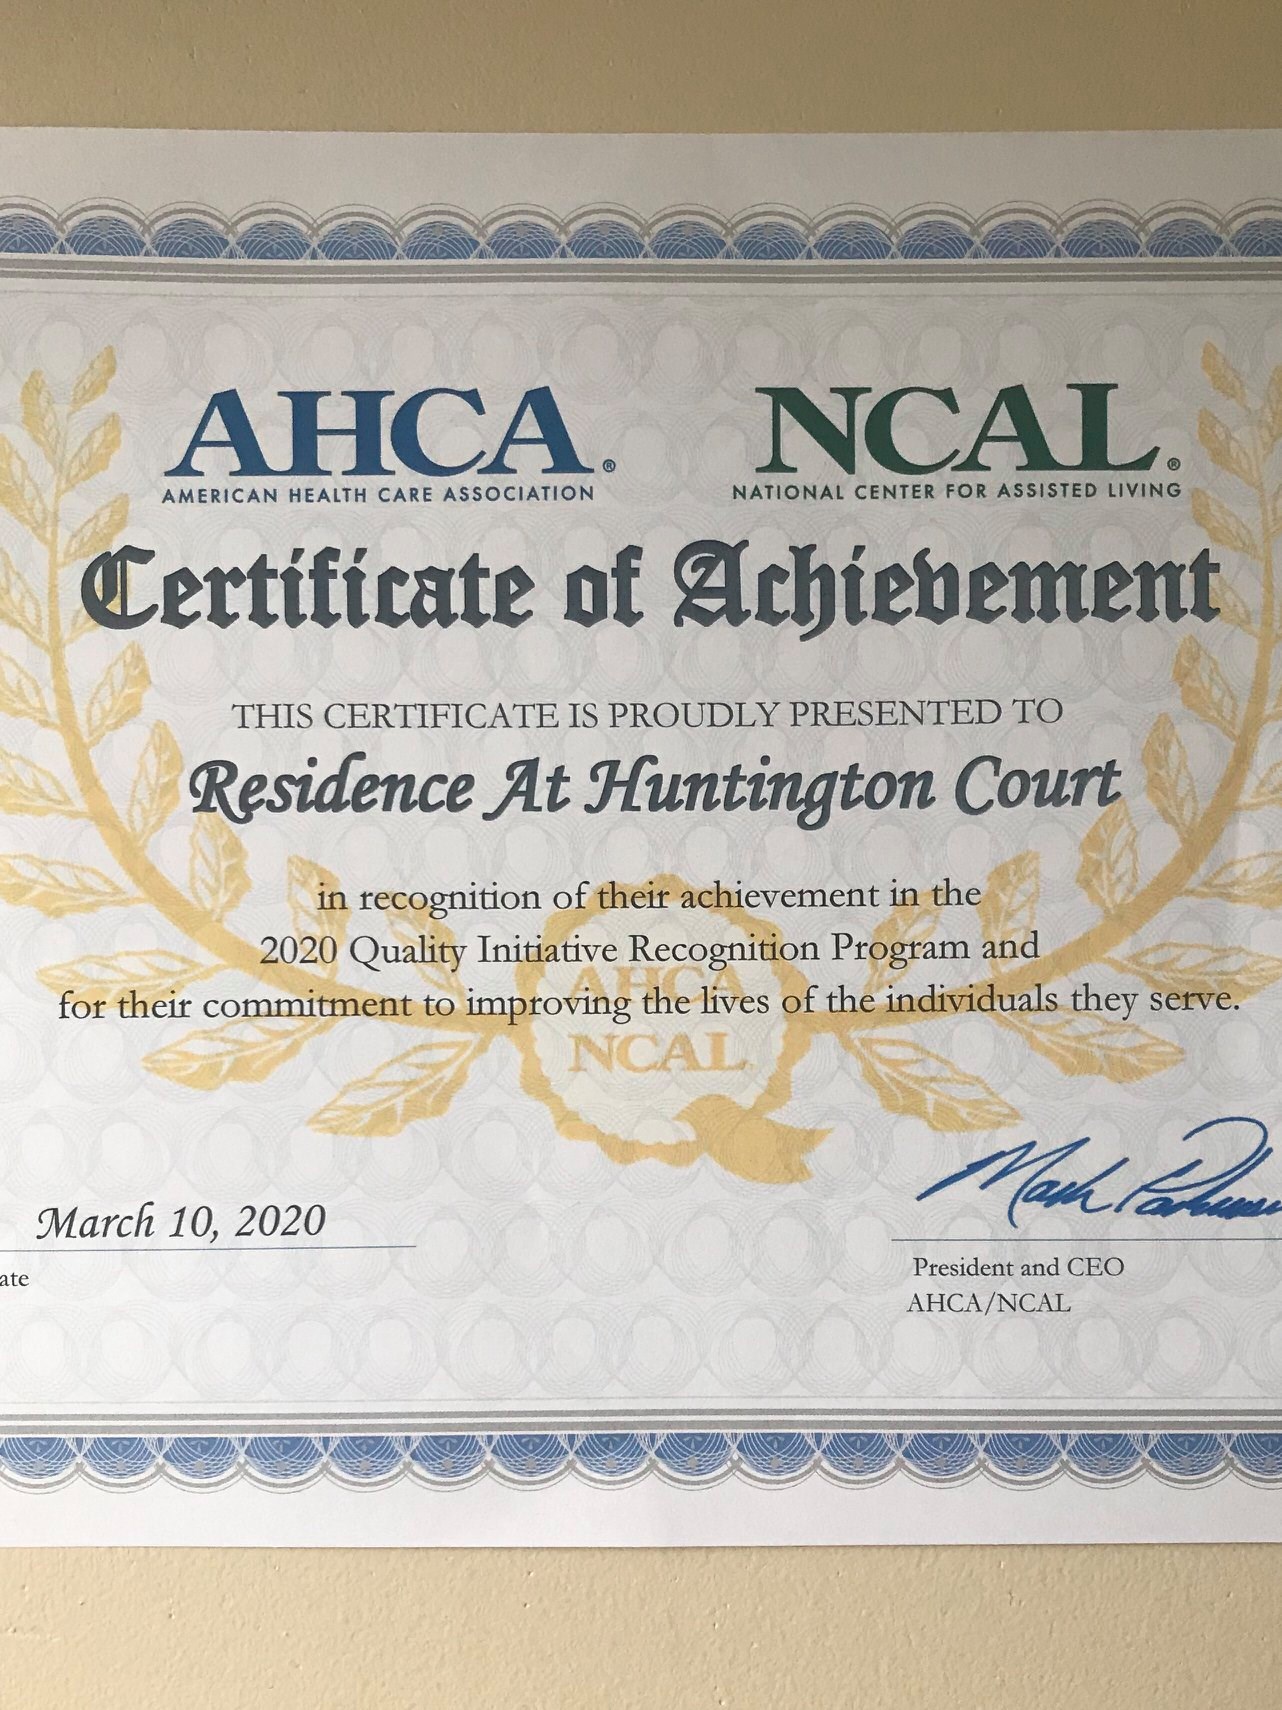 AHCA® NCAL®
AMERICAN HEALTH CARE ASSOCIATION NATIONAL CENTER FOR ASSISTED LIVING
Certificate of Achievement
THIS CERTIFICATE IS PROUDLY PRESENTED TO
Residence At Huntington Court
in recognition of their achievement in the
2020 Quality Initiative Recognition Program and
for their commitment to improving the lives of the individuals they serve.
AHCA
NCAL
Mark Parkinson
March 10, 2020
ate
President and CEO
AHCA/NCAL